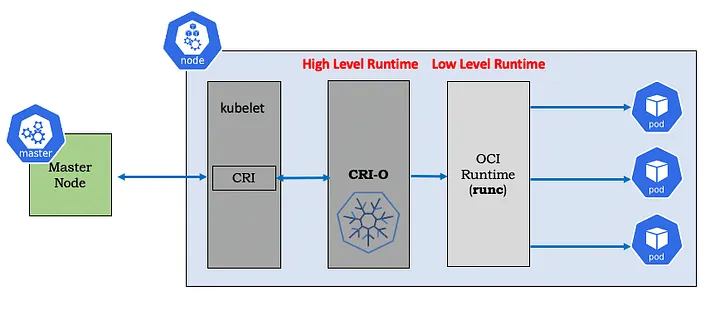 node
High Level Runtime
Low Level Runtime
kubelet
pod
master
Master
Node
CRI
CRI-O
OCI
Runtime
(runc)
pod
pod